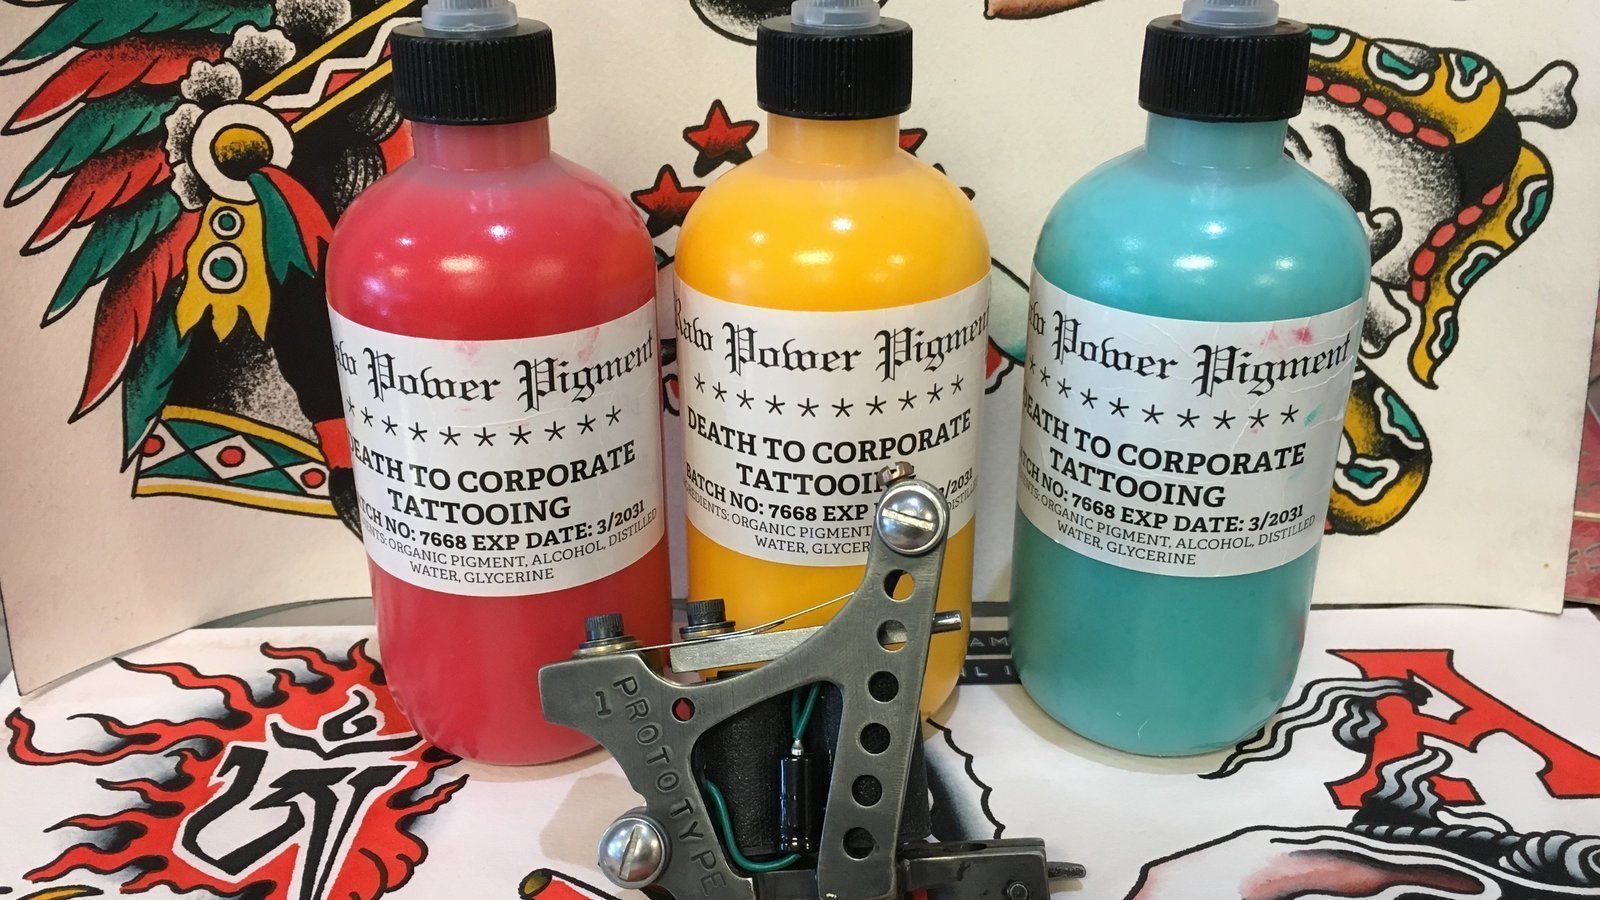 Raw Power Pigment
* * * * * * * * *
DEATH TO CORPORATE
TATTOOING
BATCH NO: 7668 EXP DATE: 3/2031
INGREDIENTS: ORGANIC PIGMENT, ALCOHOL, DISTILLED
WATER, GLYCERINE
Raw Power Pigment
* * * * * * * * *
DEATH TO CORPORATE
TATTOOING
BATCH NO: 7668 EXP
INGREDIENTS: ORGANIC PIGMENT
WATER, GLYCERINE
Raw Power Pigment
* * * * * * * * *
DEATH TO CORPORATE
TATTOOING
BATCH NO: 7668 EXP DATE: 3/2031
INGREDIENTS: ORGANIC PIGMENT, ALCOHOL, DISTILLED
WATER, GLYCERINE
1 PROTOTYPE
A